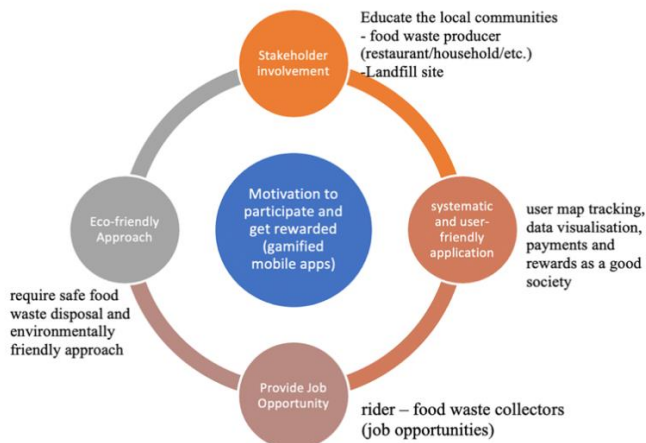 Educate the local communities
- food waste producer
(restaurant/household/etc.)
-Landfill site
Stakeholder
involvement
Motivation to
participate and
get rewarded
(gamified
mobile apps)
Eco-friendly
Approach
systematic
and user-
friendly
application
user map tracking,
data visualisation,
payments and
rewards as a good
society
require safe food
waste disposal and
environmentally
friendly approach
Provide Job
Opportunity
rider – food waste collectors
(job opportunities)